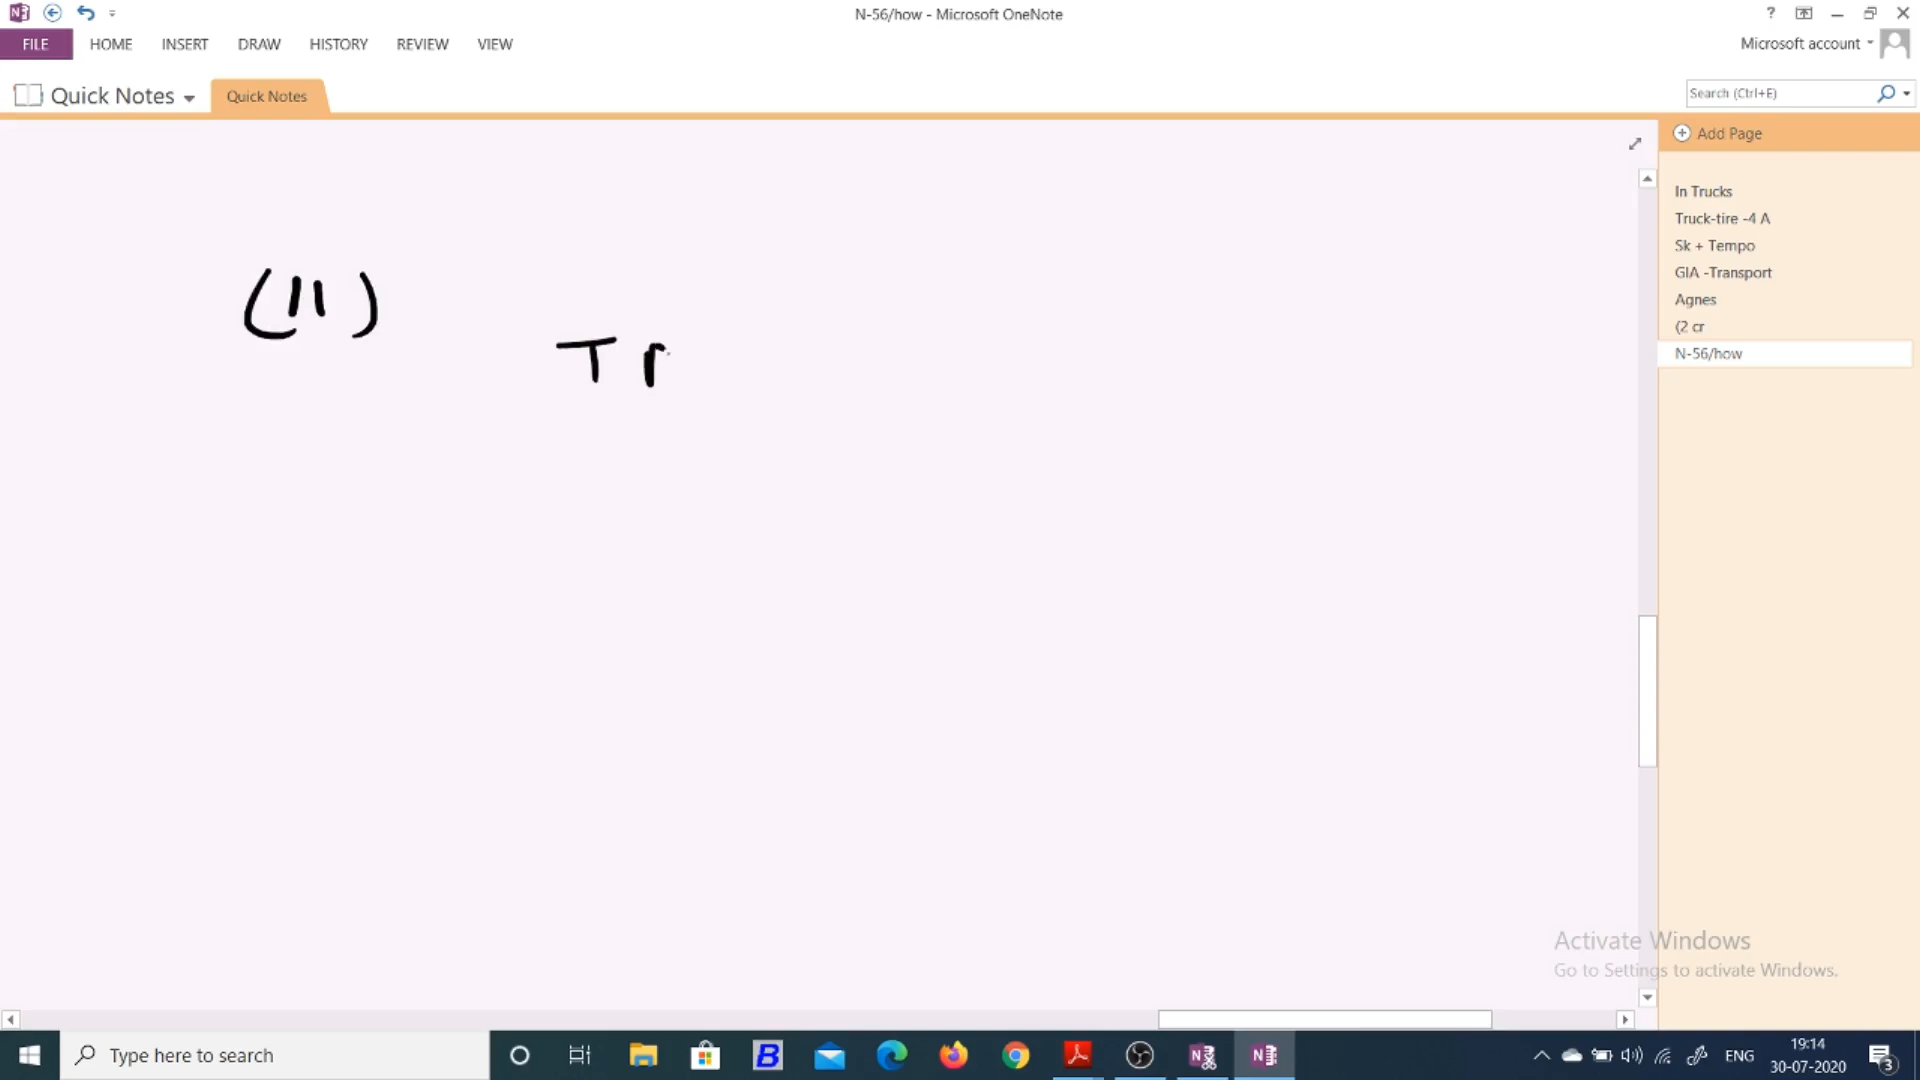 N-56/how - Microsoft OneNote
?
FILE HOME INSERT DRAW HISTORY REVIEW VIEW
Microsoft account
Quick Notes
Quick Notes
Search (Ctrl+E)
Add Page
In Trucks
Truck-tire -4 A
Sk + Tempo
GIA -Transport
Agnes
(2 cr
N-56/how
(11)
Tr
Activate Windows
Go to Settings to activate Windows.
Type here to search
ENG
19:14
30-07-2020
3